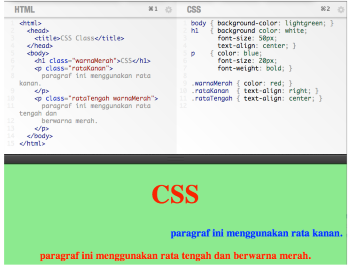 HTML
⌘1
<html>
<head>
<title>CSS Class</title>
</head>
<body>
<h1 class="warnaMerah">CSS</h1>
<p class="rataKanan">
paragraf ini menggunakan rata
kanan.
</p>
<p class="rataTengah warnaMerah">
paragraf ini menggunakan rata
tengah dan
berwarna merah.
</p>
</body>
</html>
CSS
⌘2
body { background-color: lightgreen; }
h1 { background color: white;
font-size: 50px;
text-align: center; }
p { color: blue;
font-size: 20px;
font-weight: bold; }
.warnaMerah { color: red; }
.rataKanan { text-align: right; }
.rataTengah { text-align: center; }
CSS
paragraf ini menggunakan rata kanan.
paragraf ini menggunakan rata tengah dan berwarna merah.